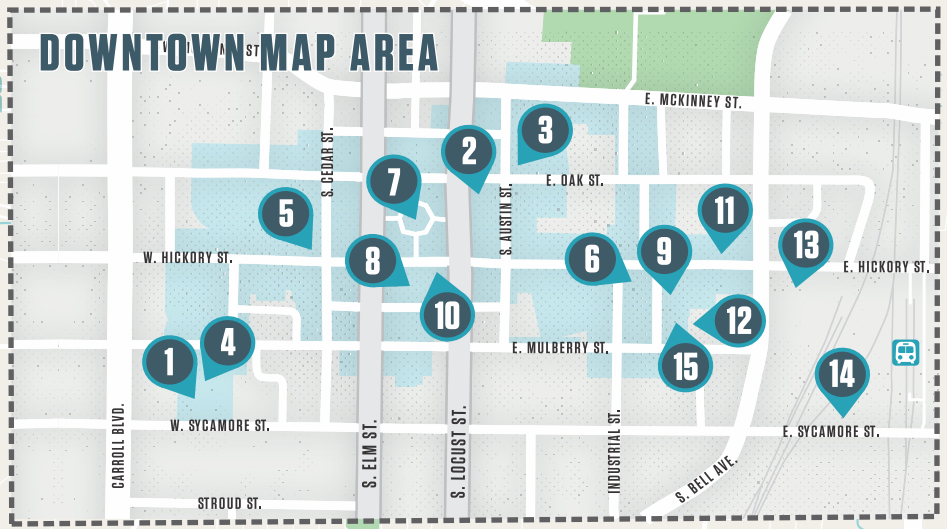 DOWNTOWN MAP AREA
E. MCKINNEY ST.
S. CEDAR ST.
3
2
7
E. OAK ST.
5
S. AUSTIN ST.
11
13
W. HICKORY ST.
8
6
9
E. HICKORY ST.
10
12
4
1
E. MULBERRY ST.
15
14
CARROLL BLVD.
W. SYCAMORE ST.
S. ELM ST.
S. LOCUST ST.
INDUSTRIAL ST.
E. SYCAMORE ST.
S. BELL AVE.
STROUD ST.